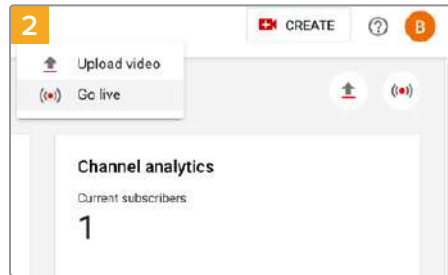 2
CREATE
B
Upload video
Go live
Channel analytics
Current subscribers
1